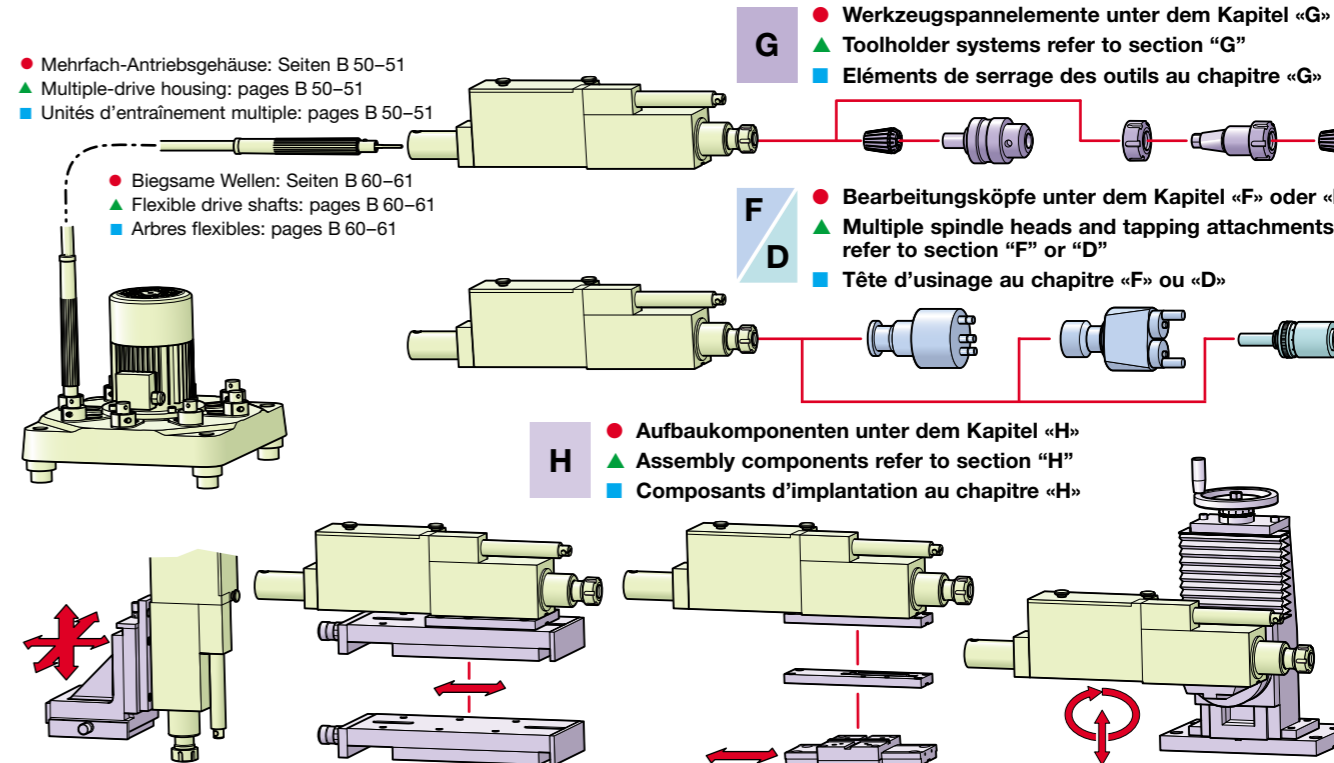 ● Mehrfach-Antriebsgehäuse: Seiten B 50–51
▲ Multiple-drive housing: pages B 50–51
■ Unités d’entraînement multiple: pages B 50–51
● Biegsame Wellen: Seiten B 60–61
▲ Flexible drive shafts: pages B 60–61
■ Arbres flexibles: pages B 60–61
G
● Werkzeugspannelemente unter dem Kapitel «G»
▲ Toolholder systems refer to section “G”
■ Eléments de serrage des outils au chapitre «G»
F
D
● Bearbeitungsköpfe unter dem Kapitel «F» oder
▲ Multiple spindle heads and tapping attachments
refer to section “F” or “D”
■ Tête d’usinage au chapitre «F» ou «D»
H
● Aufbaukomponenten unter dem Kapitel «H»
▲ Assembly components refer to section “H”
■ Composants d’implantation au chapitre «H»